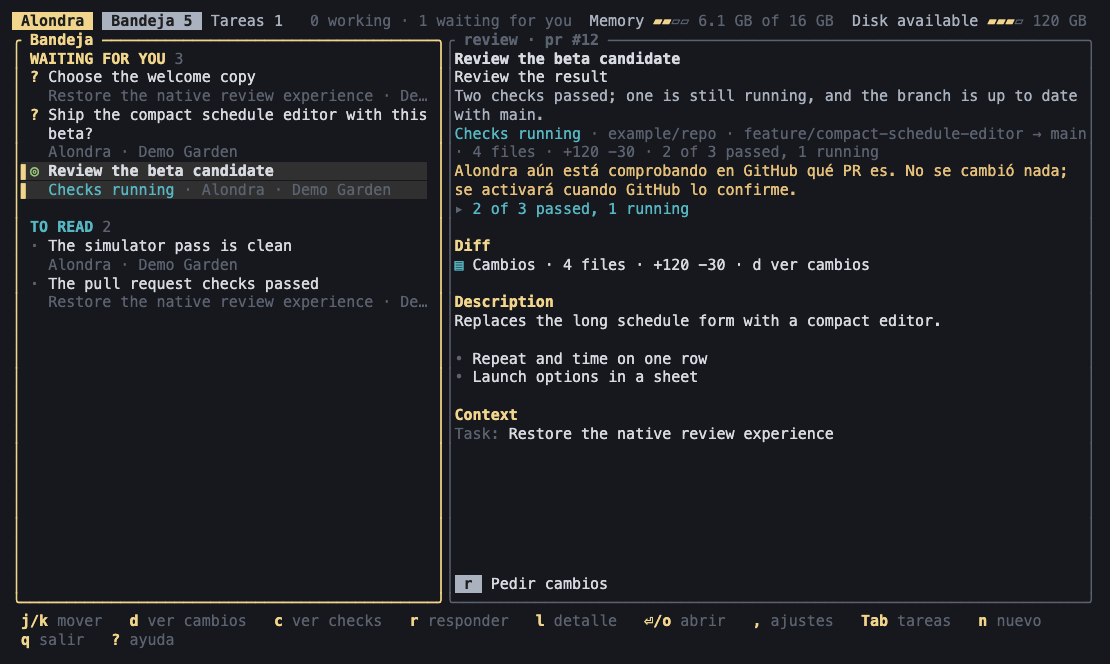 Alondra Bandeja 5 Tareas 1 0 working · 1 waiting for you Memory 6.1 GB of 16 GB Disk available 120 GB
Bandeja
WAITING FOR YOU 3
? Choose the welcome copy
Restore the native review experience · De…
? Ship the compact schedule editor with this
beta?
Alondra · Demo Garden
◎ Review the beta candidate
Checks running · Alondra · Demo Garden
TO READ 2
· The simulator pass is clean
Alondra · Demo Garden
· The pull request checks passed
Restore the native review experience · De…
review · pr #12
Review the beta candidate
Review the result
Two checks passed; one is still running, and the branch is up to date
with main.
Checks running · example/repo · feature/compact-schedule-editor → main
· 4 files · +120 −30 · 2 of 3 passed, 1 running
Alondra aún está comprobando en GitHub qué PR es. No se cambió nada;
se activará cuando GitHub lo confirme.
▸ 2 of 3 passed, 1 running
Diff
▤ Cambios · 4 files · +120 −30 · d ver cambios
Description
Replaces the long schedule form with a compact editor.
• Repeat and time on one row
• Launch options in a sheet
Context
Task: Restore the native review experience
r Pedir cambios
j/k mover d ver cambios c ver checks r responder l detalle ⏎/o abrir , ajustes Tab tareas n nuevo
q salir ? ayuda